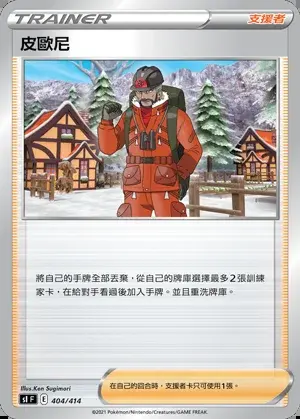 TRAINER
支援者
皮歐尼
將自己的手牌全部丟棄,從自己的牌庫選擇最多2張訓練
家卡,在給對手看過後加入手牌。並且重洗牌庫。
Illus.Ken Sugimori
sI F E 404/414
在自己的回合時,支援者卡只可使用1張。
©2021 Pokémon/Nintendo/Creatures/GAME FREAK.